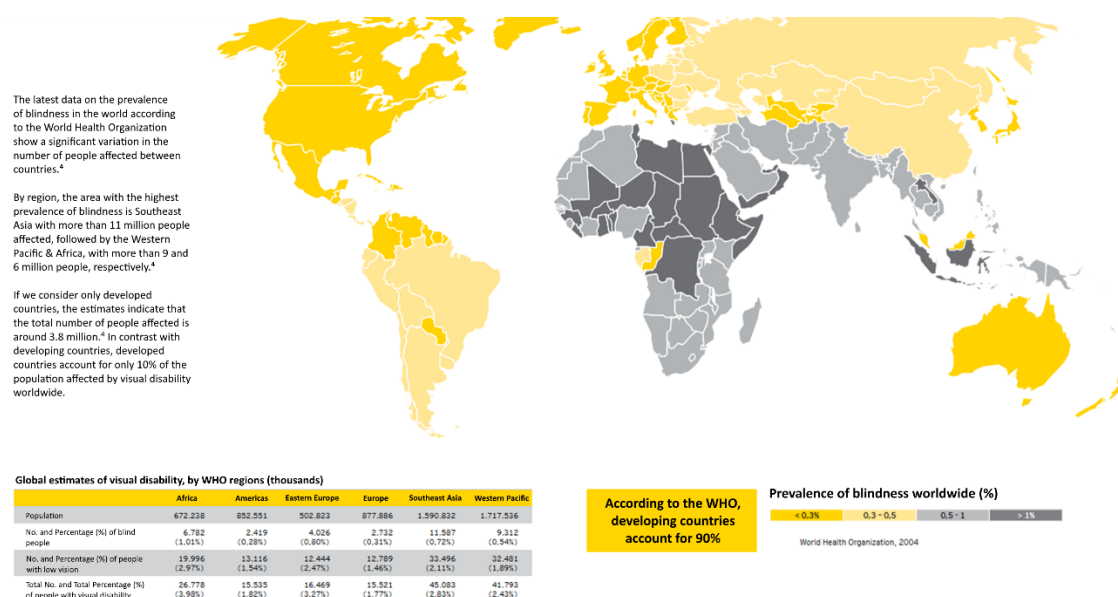 The latest data on the prevalence
of blindness in the world according
to the World Health Organization
show a significant variation in the
number of people affected between
countries.⁴
By region, the area with the highest
prevalence of blindness is Southeast
Asia with more than 11 million people
affected, followed by the Western
Pacific & Africa, with more than 9 and
6 million people, respectively.⁴
If we consider only developed
countries, the estimates indicate that
the total number of people affected is
around 3.8 million.⁴ In contrast with
developing countries, developed
countries account for only 10% of the
population affected by visual disability
worldwide.
Global estimates of visual disability, by WHO regions (thousands)
Africa Americas Eastern Europe Europe Southeast Asia Western Pacific
Population 672.238 852.551 502.823 877.886 1.590.832 1.717.536
No. and Percentage (%) of blind 6.782 2.419 4.026 2.732 11.587 9.312
people (1,01%) (0,28%) (0,80%) (0,31%) (0,72%) (0,54%)
No. and Percentage (%) of people 19.996 13.116 12.444 12.789 33.496 32.481
with low vision (2,97%) (1,54%) (2,47%) (1,46%) (2,11%) (1,89%)
Total No. and Total Percentage (%) 26.778 15.535 16.469 15.521 45.083 41.793
of people with visual disability (3,98%) (1,82%) (3,27%) (1,77%) (2,83%) (2,43%)
According to the WHO,
developing countries
account for 90%
Prevalence of blindness worldwide (%)
< 0,3% 0,3 - 0,5 0,5 - 1 > 1%
World Health Organization, 2004